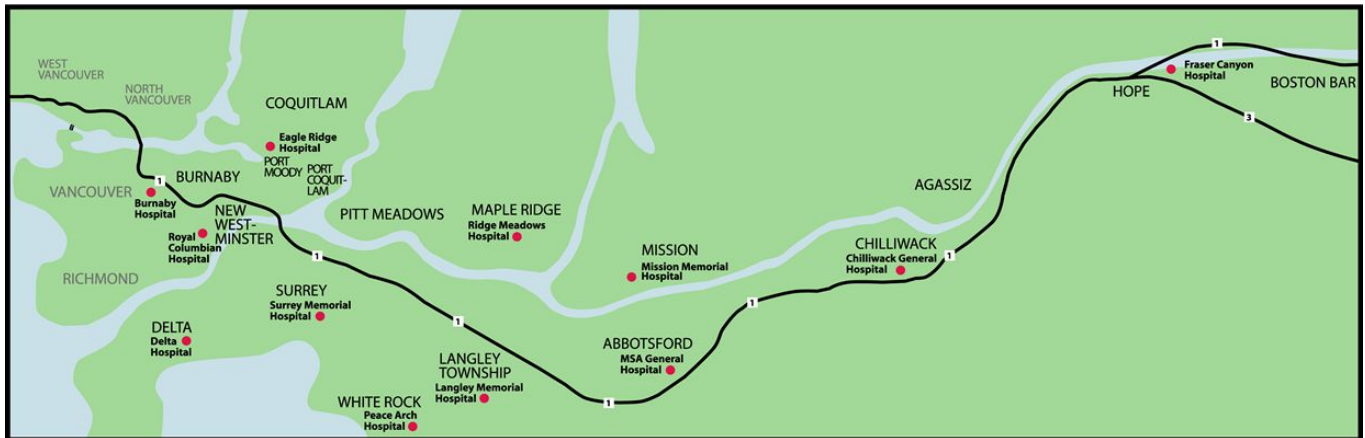 WEST
VANCOUVER
NORTH
VANCOUVER
COQUITLAM
Eagle Ridge
Hospital
PORT
MOODY
PORT
COQUIT-
LAM
BURNABY
VANCOUVER
1
Burnaby
Hospital
NEW
WEST-
MINSTER
Royal
Columbian
Hospital
RICHMOND
PITT MEADOWS
MAPLE RIDGE
Ridge Meadows
Hospital
1
SURREY
Surrey Memorial
Hospital
DELTA
Delta
Hospital
1
LANGLEY
TOWNSHIP
Langley Memorial
Hospital
WHITE ROCK
Peace Arch
Hospital
MISSION
Mission Memorial
Hospital
ABBOTSFORD
MSA General
Hospital
1
1
CHILLIWACK
Chilliwack General
Hospital
1
AGASSIZ
HOPE
1
Fraser Canyon
Hospital
BOSTON BAR
3